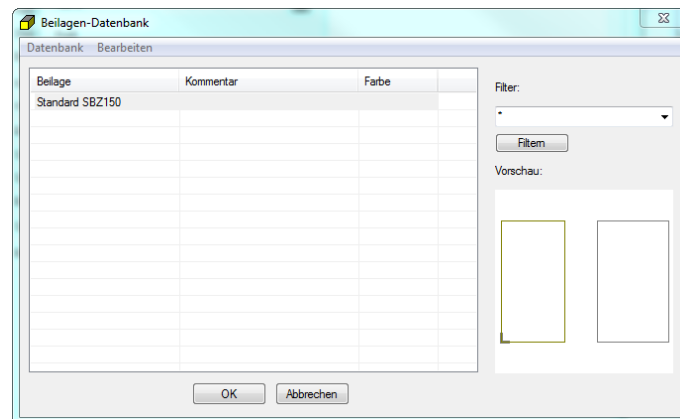 Beilagen-Datenbank
Datenbank Bearbeiten
Beilage Kommentar Farbe
Standard SBZ150
Filter:
*
Filtern
Vorschau:
OK Abbrechen